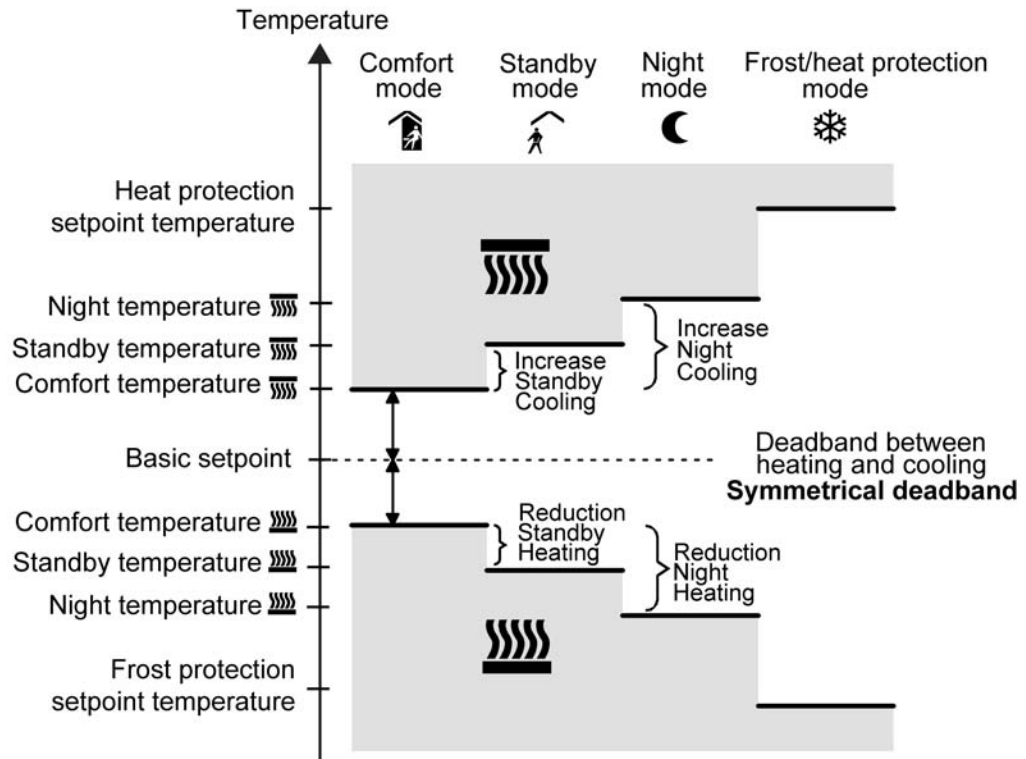 Temperature
Comfort
mode
Standby
mode
Night
mode
Frost/heat protection
mode
Heat protection
setpoint temperature
Night temperature
Standby temperature
Comfort temperature
Increase
Standby
Cooling
Increase
Night
Cooling
Basic setpoint
Deadband between
heating and cooling
Symmetrical deadband
Comfort temperature
Standby temperature
Night temperature
Reduction
Standby
Heating
Reduction
Night
Heating
Frost protection
setpoint temperature